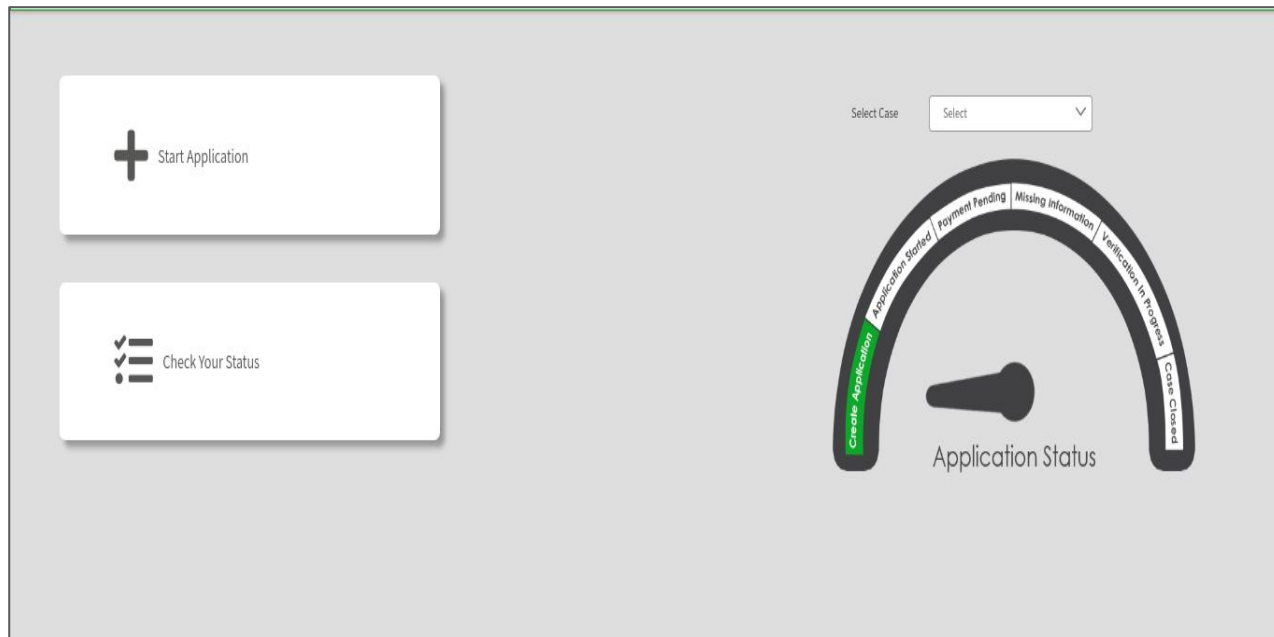 Start Application
Check Your Status
Select Case
Select
Create Application
Application Started
Payment Pending
Missing Information
Verification In Progress
Case Closed
Application Status